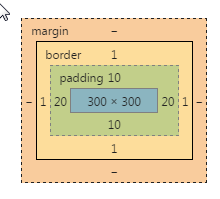 margin –
border 1
padding 10
– 1 20 300 × 300 20 1 –
10
1
–